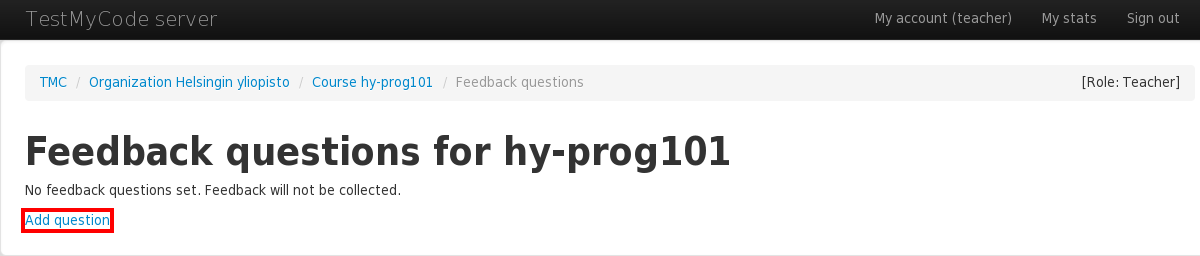 TestMyCode server My account (teacher) My stats Sign out
TMC / Organization Helsingin yliopisto / Course hy-prog101 / Feedback questions [Role: Teacher]
Feedback questions for hy-prog101
No feedback questions set. Feedback will not be collected.
Add question